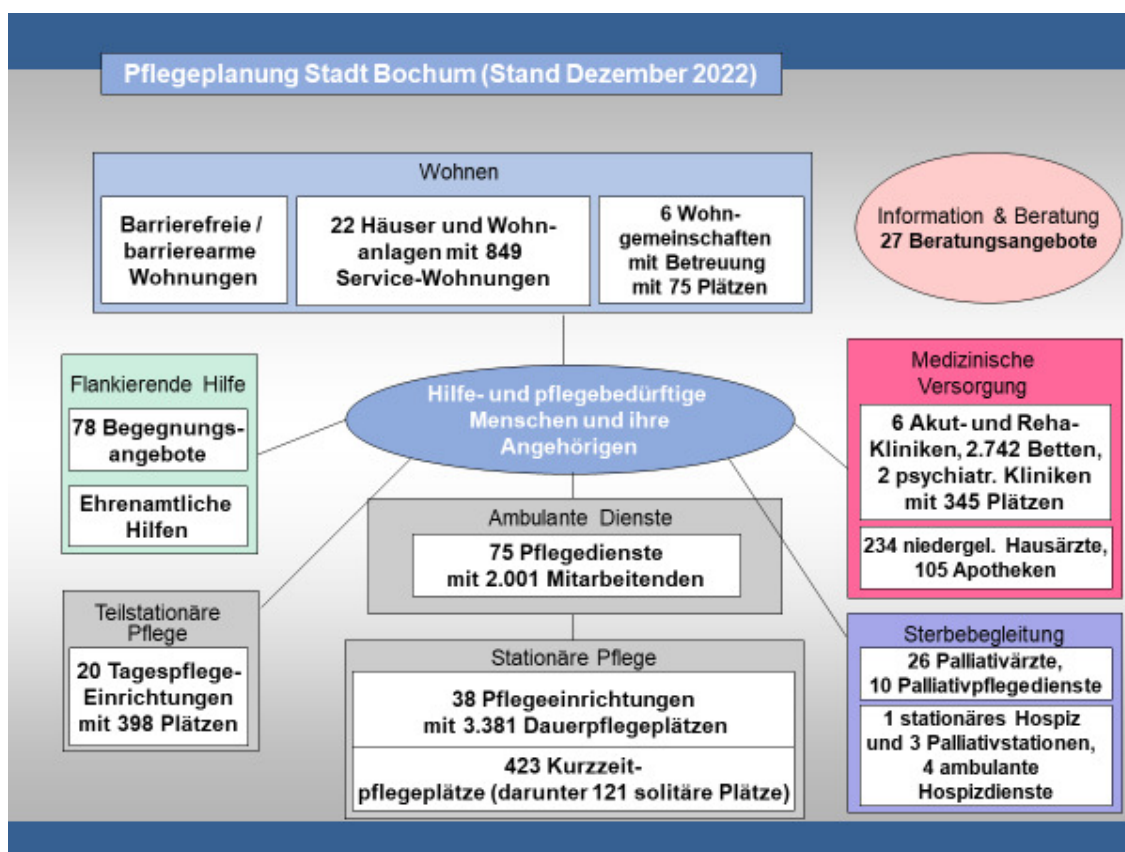 Pflegeplanung Stadt Bochum (Stand Dezember 2022)
Wohnen
Barrierefreie /
barrierearme
Wohnungen
22 Häuser und Wohn-
anlagen mit 849
Service-Wohnungen
6 Wohn-
gemeinschaften
mit Betreuung
mit 75 Plätzen
Information & Beratung
27 Beratungsangebote
Flankierende Hilfe
78 Begegnungs-
angebote
Ehrenamtliche
Hilfen
Hilfe- und pflegebedürftige
Menschen und ihre
Angehörigen
Medizinische
Versorgung
6 Akut- und Reha-
Kliniken, 2.742 Betten,
2 psychiatr. Kliniken
mit 345 Plätzen
234 niedergel. Hausärzte,
105 Apotheken
Ambulante Dienste
75 Pflegedienste
mit 2.001 Mitarbeitenden
Teilstationäre
Pflege
20 Tagespflege-
Einrichtungen
mit 398 Plätzen
Stationäre Pflege
38 Pflegeeinrichtungen
mit 3.381 Dauerpflegeplätzen
423 Kurzzeit-
pflegeplätze (darunter 121 solitäre Plätze)
Sterbebegleitung
26 Palliativärzte,
10 Palliativpflegedienste
1 stationäres Hospiz
und 3 Palliativstationen,
4 ambulante
Hospizdienste